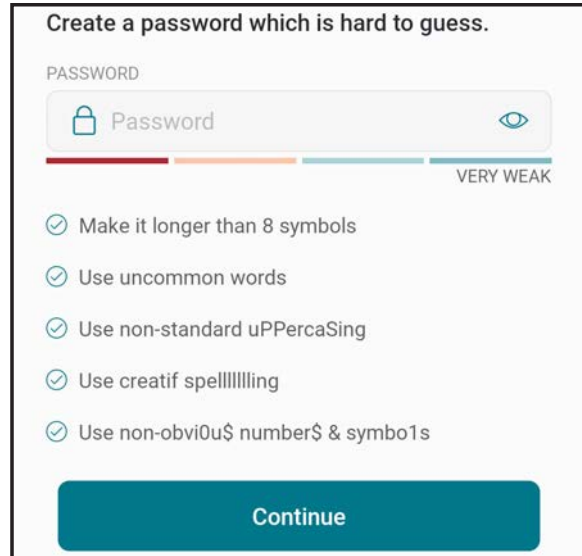 Create a password which is hard to guess.
PASSWORD
Password
VERY WEAK
Make it longer than 8 symbols
Use uncommon words
Use non-standard uPPercaSing
Use creatif spelllllllling
Use non-obvi0u$ number$ & symbo1s
Continue